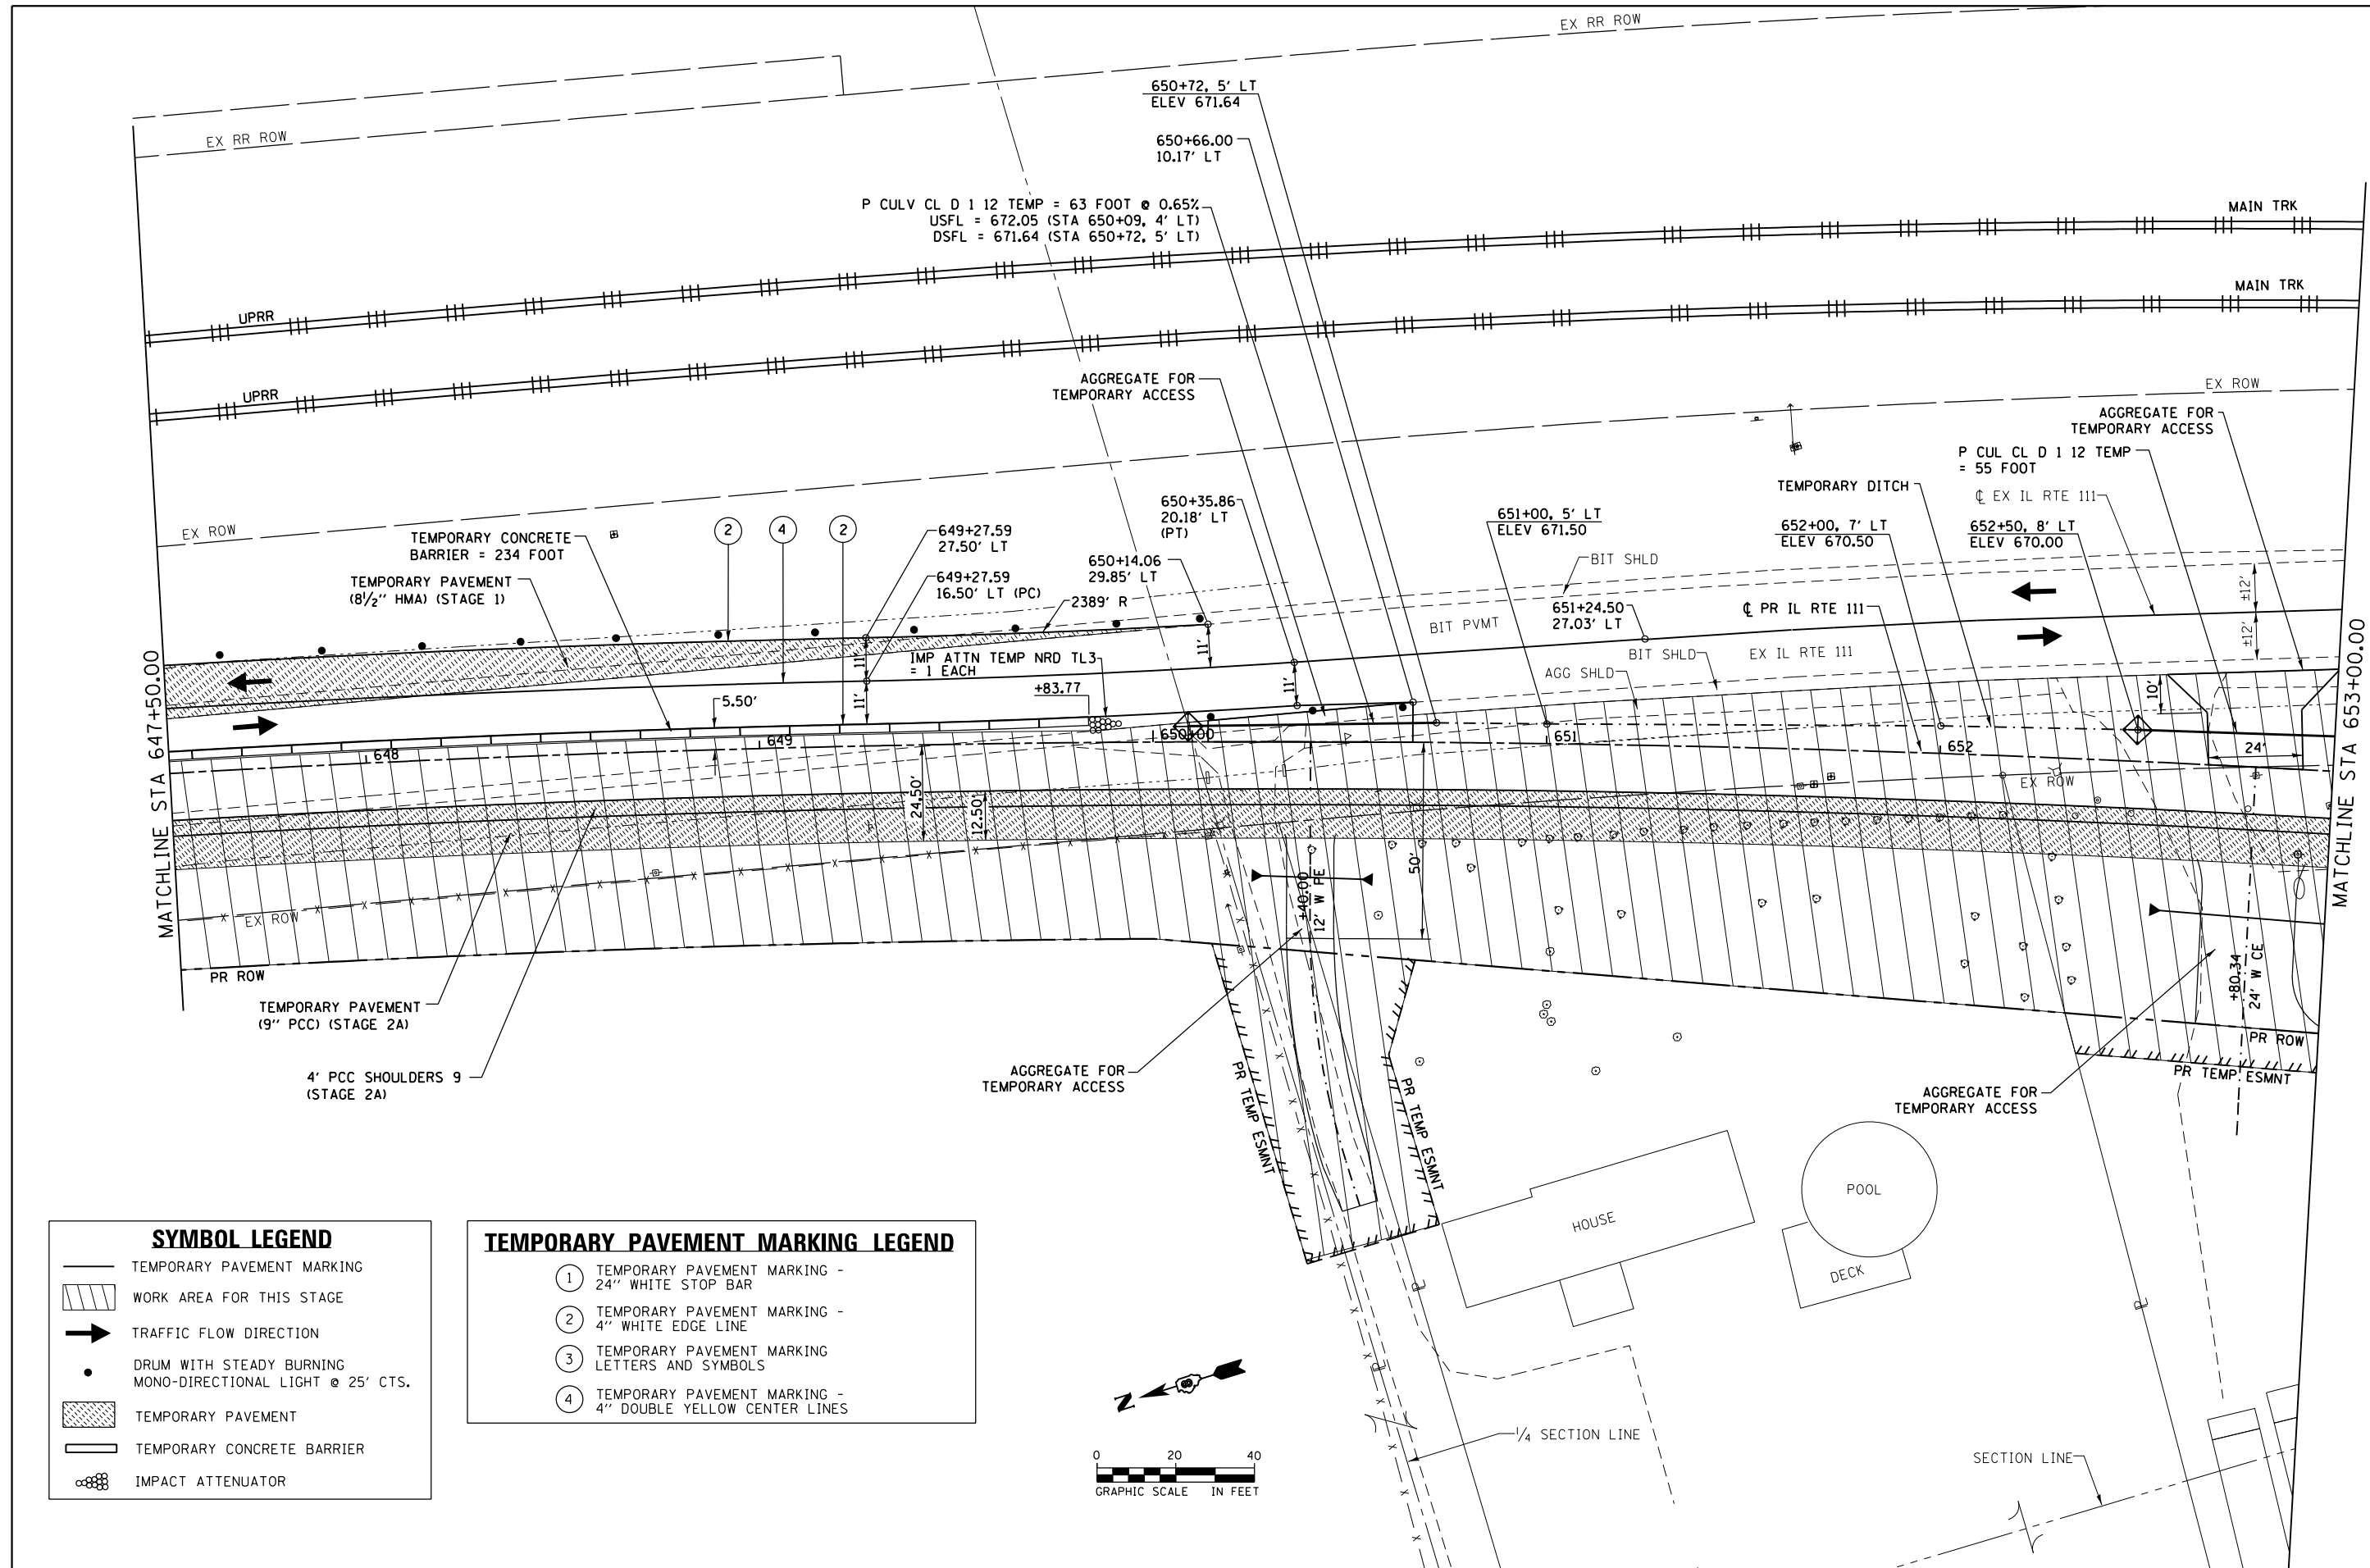 EX RR ROW
EX RR ROW
650+72, 5' LT
ELEV 671.64
650+66.00
10.17' LT
P CULV CL D 1 12 TEMP = 63 FOOT @ 0.65%
USFL = 672.05 (STA 650+09, 4' LT)
DSFL = 671.64 (STA 650+72, 5' LT)
MAIN TRK
MAIN TRK
UPRR
UPRR
AGGREGATE FOR
TEMPORARY ACCESS
EX ROW
AGGREGATE FOR
TEMPORARY ACCESS
P CUL CL D 1 12 TEMP
= 55 FOOT
TEMPORARY DITCH
℄ EX IL RTE 111
EX ROW
TEMPORARY CONCRETE
BARRIER = 234 FOOT
TEMPORARY PAVEMENT
(8½" HMA) (STAGE 1)
2
4
2
649+27.59
27.50' LT
649+27.59
16.50' LT (PC)
650+35.86
20.18' LT
(PT)
650+14.06
29.85' LT
2389' R
651+00, 5' LT
ELEV 671.50
652+00, 7' LT
ELEV 670.50
652+50, 8' LT
ELEV 670.00
BIT SHLD
651+24.50
27.03' LT
℄ PR IL RTE 111
BIT PVMT
BIT SHLD
EX IL RTE 111
AGG SHLD
±12'
±12'
IMP ATTN TEMP NRD TL3
= 1 EACH
+83.77
5.50'
11'
11'
11'
11'
10'
24'
648
649
650+00
651
652
MATCHLINE STA 647+50.00
MATCHLINE STA 653+00.00
24.50'
12.50'
50'
EX ROW
EX ROW
+40.00
12' W PE
+80.34
24' W CE
PR ROW
PR ROW
TEMPORARY PAVEMENT
(9" PCC) (STAGE 2A)
4' PCC SHOULDERS 9
(STAGE 2A)
AGGREGATE FOR
TEMPORARY ACCESS
PR TEMP ESMNT
PR TEMP ESMNT
PR TEMP ESMNT
AGGREGATE FOR
TEMPORARY ACCESS
HOUSE
POOL
DECK
¼ SECTION LINE
SECTION LINE
N
0 20 40
GRAPHIC SCALE IN FEET
SYMBOL LEGEND
TEMPORARY PAVEMENT MARKING
WORK AREA FOR THIS STAGE
TRAFFIC FLOW DIRECTION
DRUM WITH STEADY BURNING
MONO-DIRECTIONAL LIGHT @ 25' CTS.
TEMPORARY PAVEMENT
TEMPORARY CONCRETE BARRIER
IMPACT ATTENUATOR
TEMPORARY PAVEMENT MARKING LEGEND
1 TEMPORARY PAVEMENT MARKING -
24" WHITE STOP BAR
2 TEMPORARY PAVEMENT MARKING -
4" WHITE EDGE LINE
3 TEMPORARY PAVEMENT MARKING
LETTERS AND SYMBOLS
4 TEMPORARY PAVEMENT MARKING -
4" DOUBLE YELLOW CENTER LINES